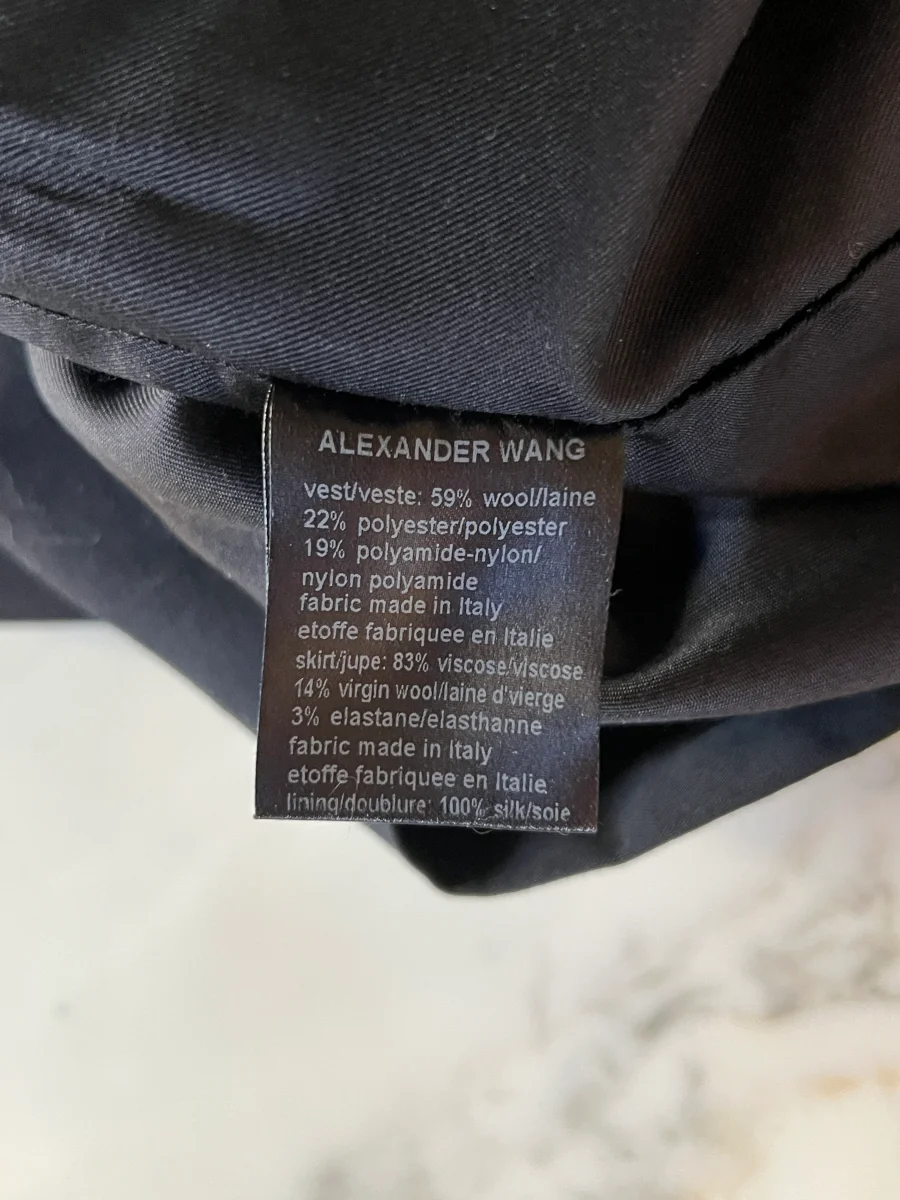 ALEXANDER WANG
vest/veste: 59% wool/laine
22% polyester/polyester
19% polyamide-nylon/
nylon polyamide
fabric made in Italy
etoffe fabriquee en Italie
skirt/jupe: 83% viscose/viscose
14% virgin wool/laine d'vierge
3% elastane/elasthanne
fabric made in Italy
etoffe fabriquee en Italie
lining/doublure: 100% silk/soie